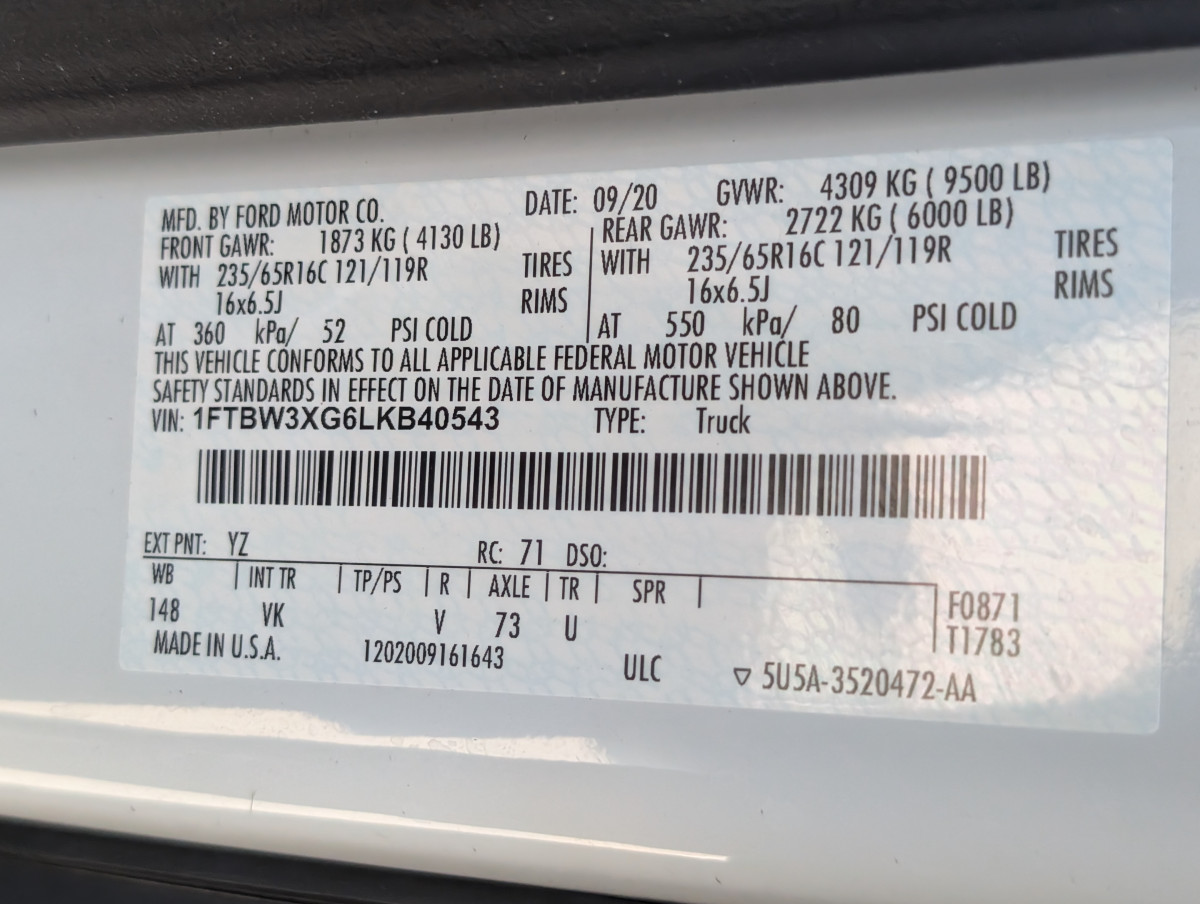 MFD. BY FORD MOTOR CO. DATE: 09/20 GVWR: 4309 KG ( 9500 LB)
FRONT GAWR: 1873 KG ( 4130 LB) REAR GAWR: 2722 KG ( 6000 LB)
WITH 235/65R16C 121/119R TIRES WITH 235/65R16C 121/119R TIRES
16x6.5J RIMS 16x6.5J RIMS
AT 360 kPa/ 52 PSI COLD AT 550 kPa/ 80 PSI COLD
THIS VEHICLE CONFORMS TO ALL APPLICABLE FEDERAL MOTOR VEHICLE
SAFETY STANDARDS IN EFFECT ON THE DATE OF MANUFACTURE SHOWN ABOVE.
VIN: 1FTBW3XG6LKB40543 TYPE: Truck
EXT PNT: YZ RC: 71 DSO:
WB INT TR TP/PS R AXLE TR SPR F0871
148 VK V 73 U T1783
MADE IN U.S.A. 1202009161643 ULC ▽ 5U5A-3520472-AA